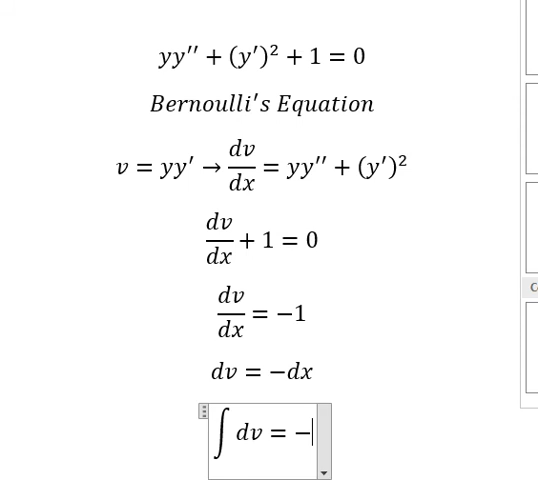 yy′′ + (y′)² + 1 = 0
Bernoulli′s Equation
v = yy′ → dv/dx = yy′′ + (y′)²
dv/dx + 1 = 0
dv/dx = −1
dv = −dx
∫ dv = −